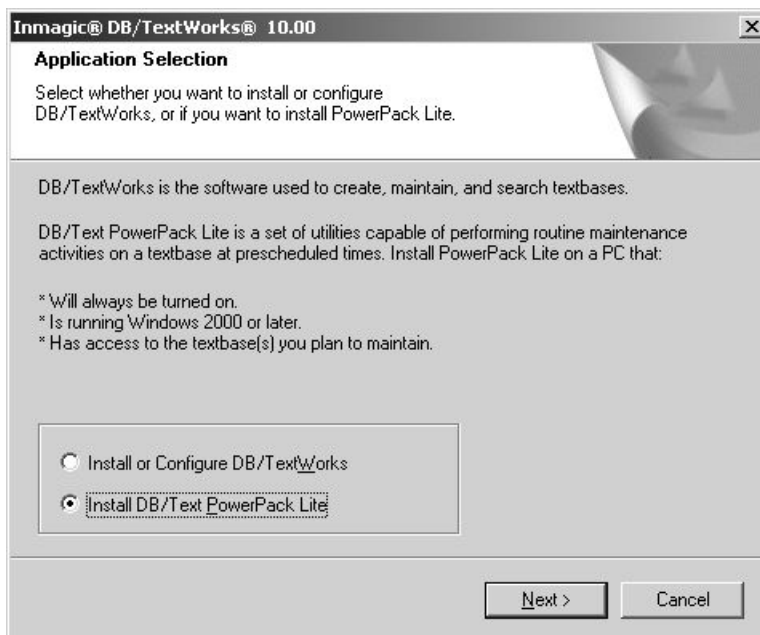 Inmagic® DB/TextWorks® 10.00
Application Selection
Select whether you want to install or configure
DB/TextWorks, or if you want to install PowerPack Lite.
DB/TextWorks is the software used to create, maintain, and search textbases.
DB/Text PowerPack Lite is a set of utilities capable of performing routine maintenance
activities on a textbase at prescheduled times. Install PowerPack Lite on a PC that:
* Will always be turned on.
* Is running Windows 2000 or later.
* Has access to the textbase(s) you plan to maintain.
Install or Configure DB/TextWorks
Install DB/Text PowerPack Lite
Next >
Cancel